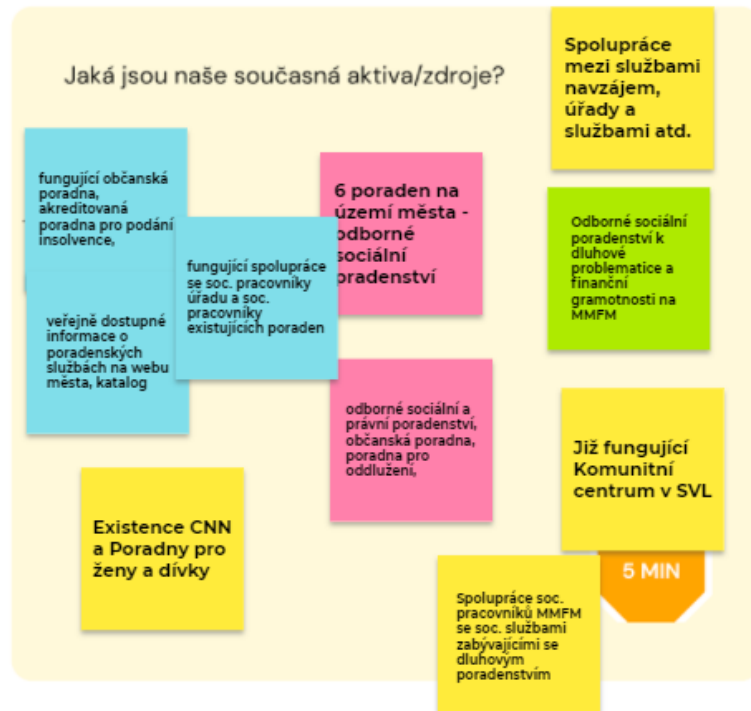 Jaká jsou naše současná aktiva/zdroje?
Spolupráce
mezi službami
navzájem,
úřady a
službami atd.
fungující občanská
poradna,
akreditovaná
poradna pro podání
insolvence,
6 poraden na
území města -
odborné
sociální
pradenství
Odborné sociální
poradenství k
dluhové
problematice a
finanční
gramotnosti na
MMFM
fungující spolupráce
se soc. pracovníky
úřadu a soc.
pracovníky
existujících poraden
veřejně dostupné
informace o
poradenských
službách na webu
města, katalog
odborné sociální a
právní poradenství,
občanská poradna,
poradna pro
oddlužení,
Již fungující
Komunitní
centrum v SVL
Existence CNN
a Poradny pro
ženy a dívky
5 MIN
Spolupráce soc.
pracovníků MMFM
se soc. službami
zabývajícími se
dluhovým
poradenstvím